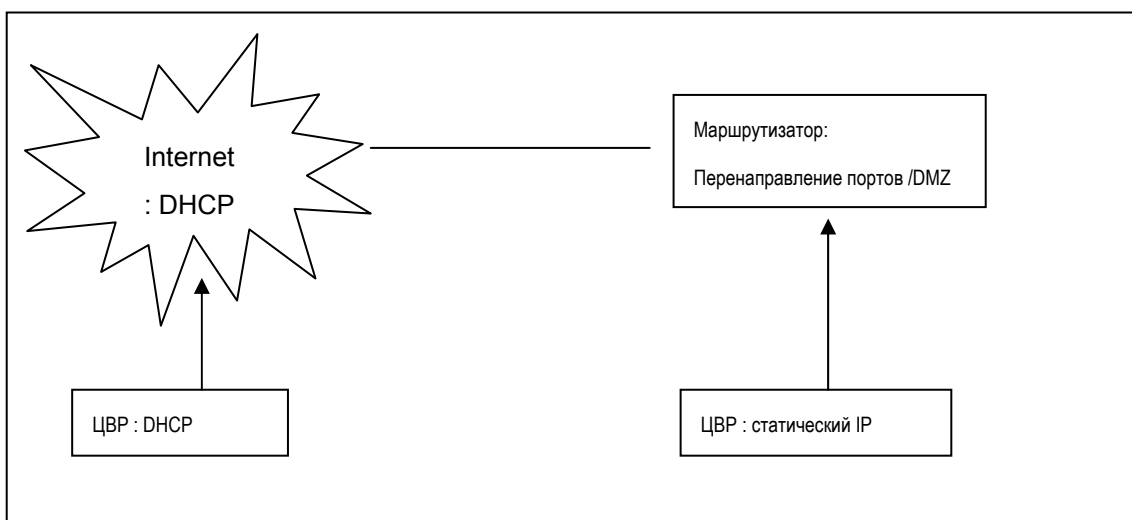 Internet
: DHCP
Маршрутизатор:
Перенаправление портов /DMZ
ЦВР : DHCP
ЦВР : статический IP